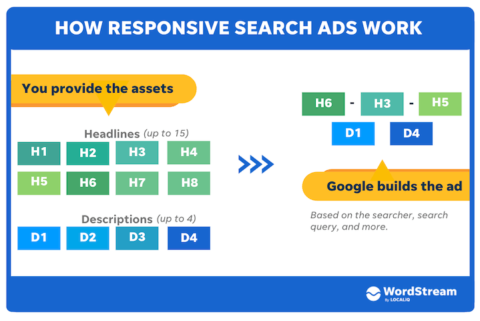 HOW RESPONSIVE SEARCH ADS WORK
You provide the assets
Headlines (up to 15)
H1 H2 H3 H4
H5 H6 H7 H8
Descriptions (up to 4)
D1 D2 D3 D4
H6 - H3 - H5
D1 D4
Google builds the ad
Based on the searcher, search
query, and more.
WordStream
by LOCALiQ